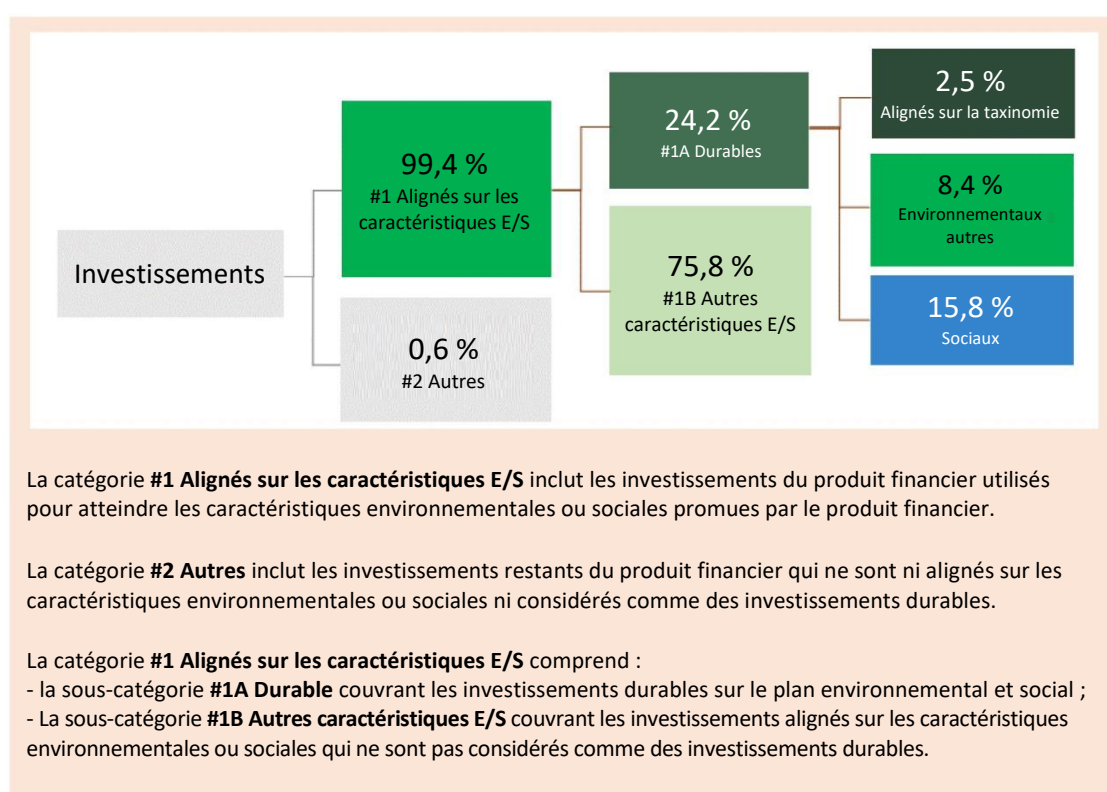 Investissements
99,4 %
#1 Alignés sur les
caractéristiques E/S
0,6 %
#2 Autres
24,2 %
#1A Durables
75,8 %
#1B Autres
caractéristiques E/S
2,5 %
Alignés sur la taxinomie
8,4 %
Environnementaux
autres
15,8 %
Sociaux
La catégorie #1 Alignés sur les caractéristiques E/S inclut les investissements du produit financier utilisés
pour atteindre les caractéristiques environnementales ou sociales promues par le produit financier.
La catégorie #2 Autres inclut les investissements restants du produit financier qui ne sont ni alignés sur les
caractéristiques environnementales ou sociales ni considérés comme des investissements durables.
La catégorie #1 Alignés sur les caractéristiques E/S comprend :
- la sous-catégorie #1A Durable couvrant les investissements durables sur le plan environnemental et social ;
- La sous-catégorie #1B Autres caractéristiques E/S couvrant les investissements alignés sur les caractéristiques
environnementales ou sociales qui ne sont pas considérés comme des investissements durables.